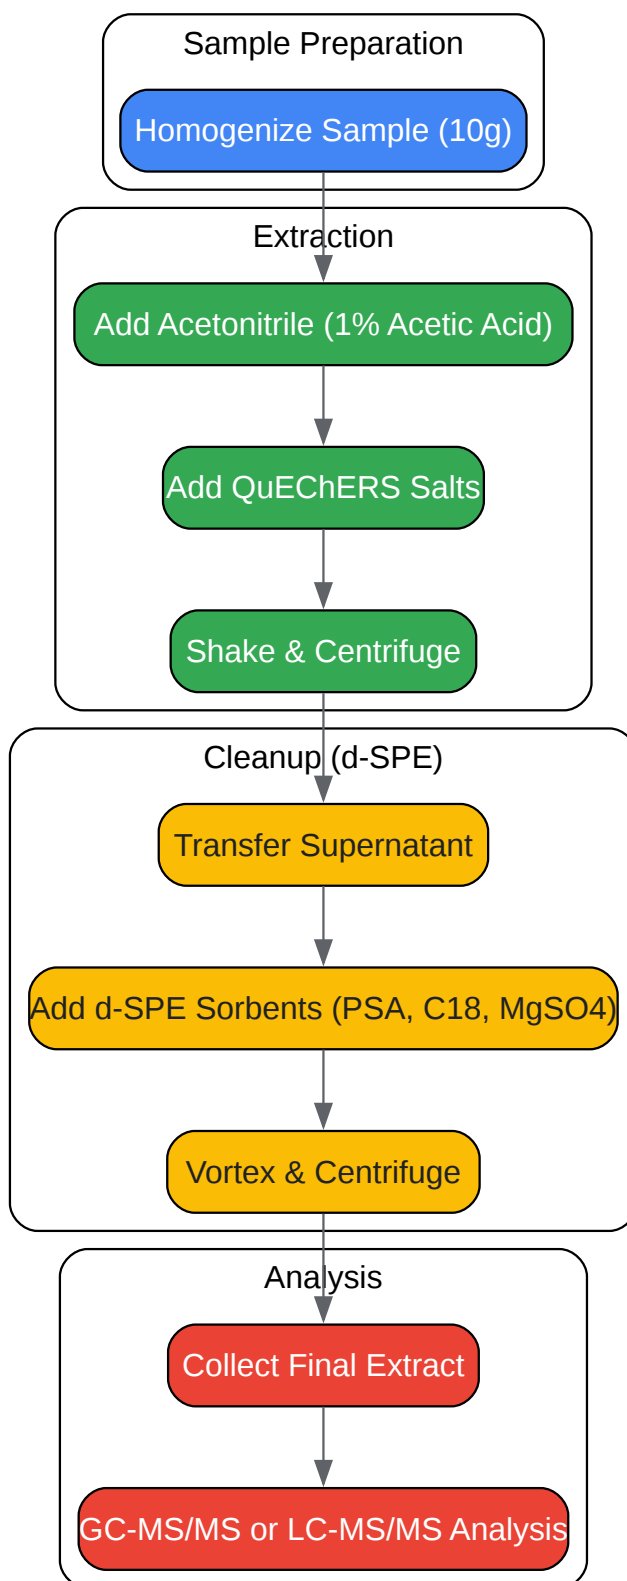 Sample Preparation
Homogenize Sample (10g)
Extraction
Add Acetonitrile (1% Acetic Acid)
Add QuEChERS Salts
Shake & Centrifuge
Cleanup (d-SPE)
Transfer Supernatant
Add d-SPE Sorbents (PSA, C18, MgSO4)
Vortex & Centrifuge
Analysis
Collect Final Extract
GC-MS/MS or LC-MS/MS Analysis